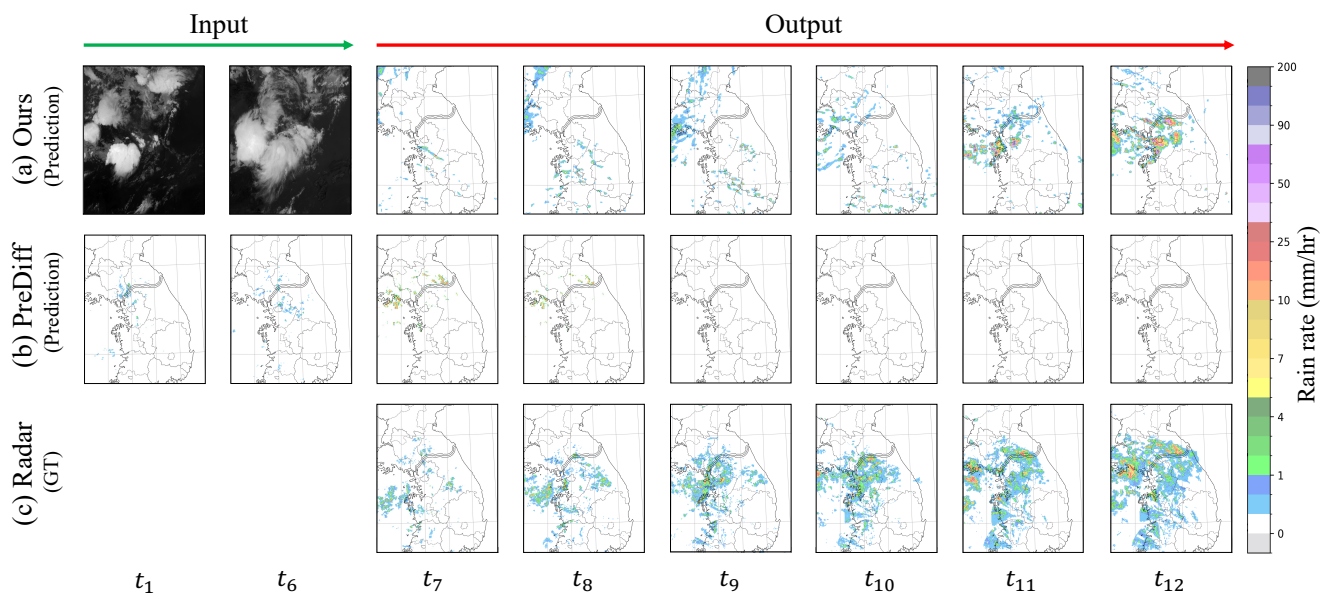 Input
Output
(a) Ours
(Prediction)
(b) PreDiff
(Prediction)
(c) Radar
(GT)
200
90
50
25
10
7
4
1
0
Rain rate (mm/hr)
t₁
t₆
t₇
t₈
t₉
t₁₀
t₁₁
t₁₂